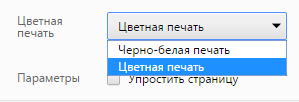 Цветная
печать
Цветная печать
Черно-белая печать
Цветная печать
Параметры
Упростить страницу